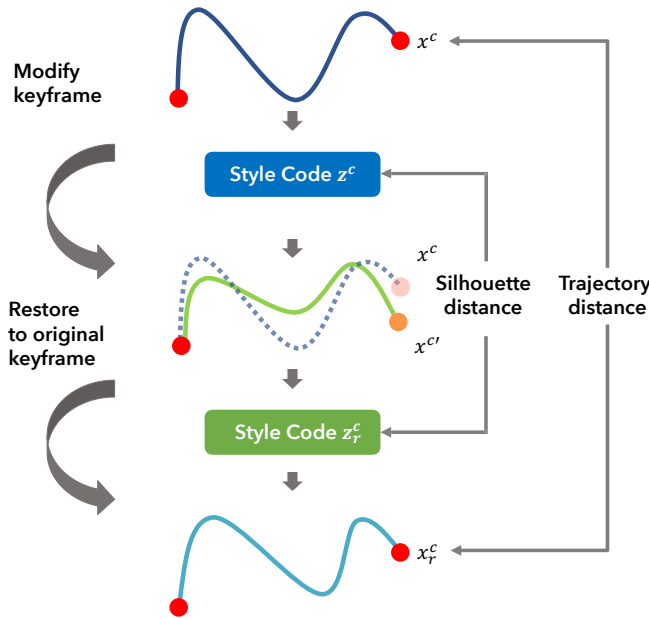 x^c
Modify
keyframe
Style Code z^c
x^c
Silhouette
distance
Trajectory
distance
Restore
to original
keyframe
x^{c′}
Style Code z_r^c
x_r^c